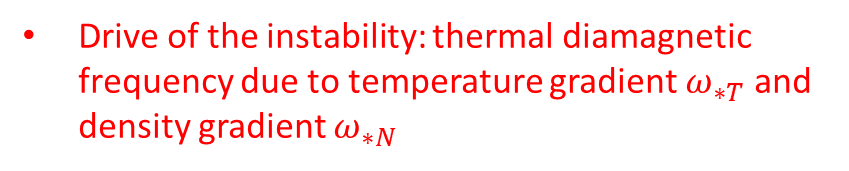 • Drive of the instability: thermal diamagnetic
frequency due to temperature gradient 𝜔∗𝑇 and
density gradient 𝜔∗𝑁